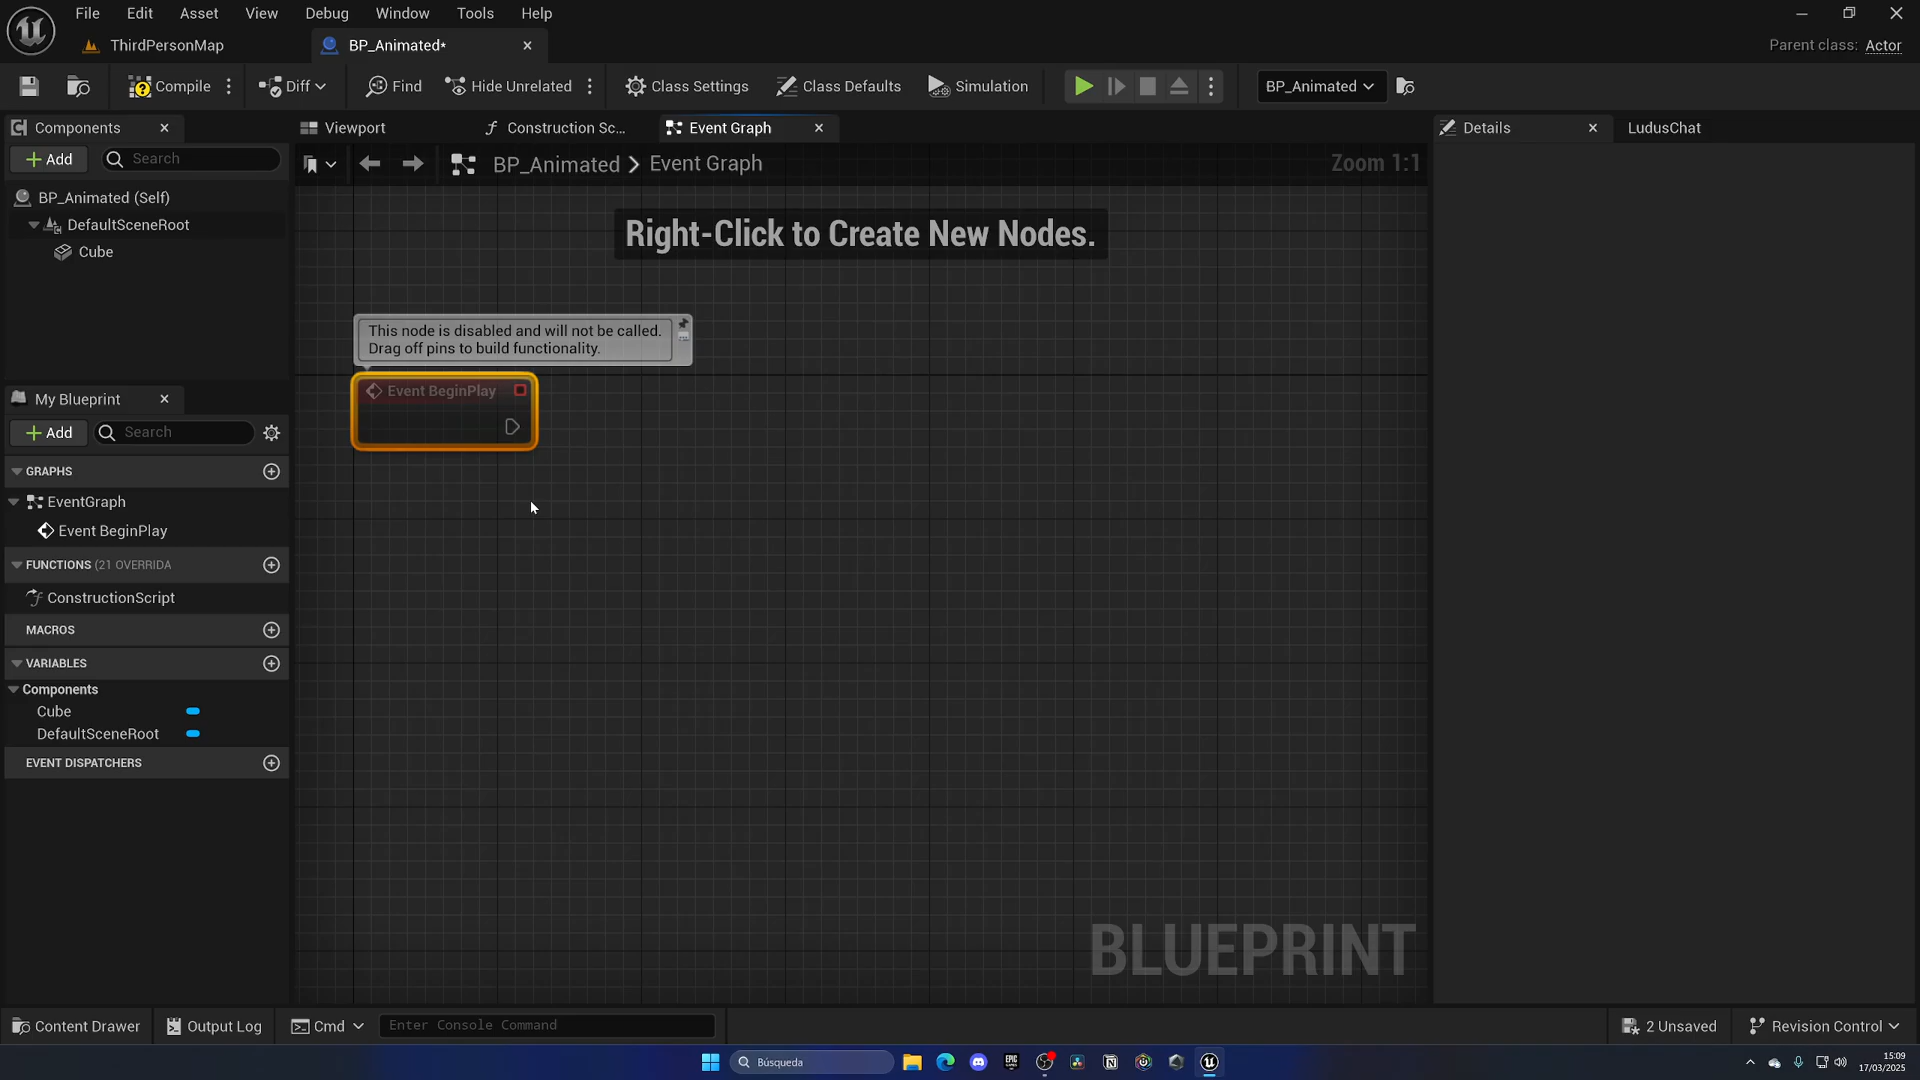 File Edit Asset View Debug Window Tools Help
ThirdPersonMap BP_Animated* Parent class: Actor
Compile Diff Find Hide Unrelated Class Settings Class Defaults Simulation BP_Animated
Components Viewport Construction Sc... Event Graph Details LudusChat
Add Search BP_Animated > Event Graph Zoom 1:1
BP_Animated (Self)
DefaultSceneRoot
Cube
Right-Click to Create New Nodes.
This node is disabled and will not be called.
Drag off pins to build functionality.
Event BeginPlay
My Blueprint
Add Search
GRAPHS
EventGraph
Event BeginPlay
FUNCTIONS (21 OVERRIDA
ConstructionScript
MACROS
VARIABLES
Components
Cube
DefaultSceneRoot
EVENT DISPATCHERS
BLUEPRINT
Content Drawer Output Log Cmd Enter Console Command 2 Unsaved Revision Control
Búsqueda
EPIC
15:09
17/03/2025